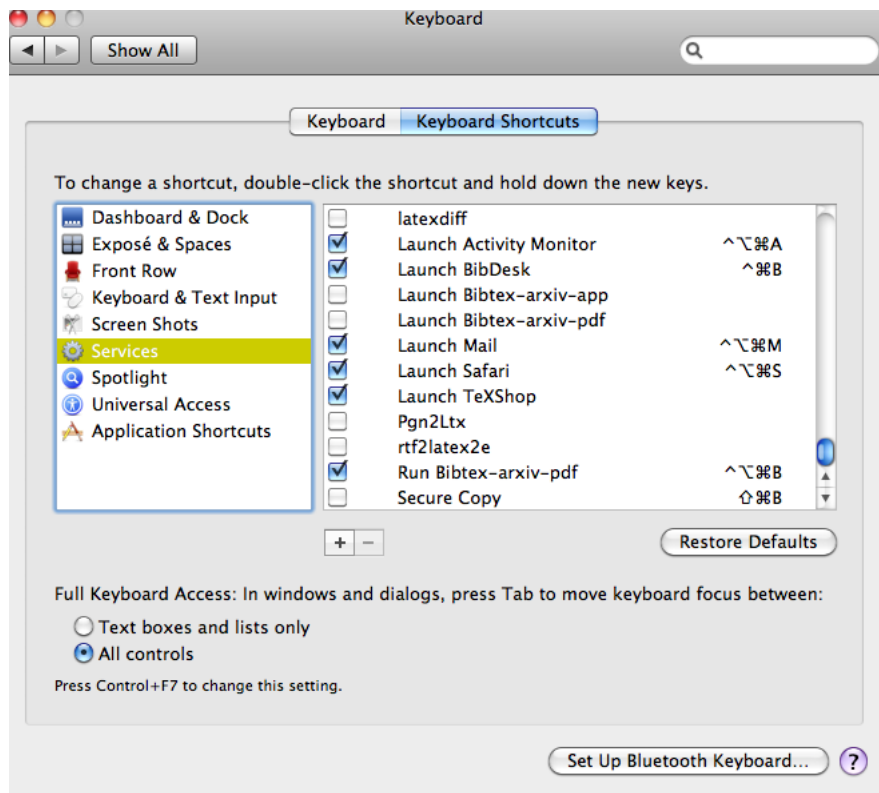 Keyboard
Show All
Keyboard
Keyboard Shortcuts
To change a shortcut, double-click the shortcut and hold down the new keys.
Dashboard & Dock
Exposé & Spaces
Front Row
Keyboard & Text Input
Screen Shots
Services
Spotlight
Universal Access
Application Shortcuts
latexdiff
Launch Activity Monitor ^⌥⌘A
Launch BibDesk ^⌘B
Launch Bibtex-arxiv-app
Launch Bibtex-arxiv-pdf
Launch Mail ^⌥⌘M
Launch Safari ^⌥⌘S
Launch TeXShop
Pgn2Ltx
rtf2latex2e
Run Bibtex-arxiv-pdf ^⌥⌘B
Secure Copy ⇧⌘B
+ −
Restore Defaults
Full Keyboard Access: In windows and dialogs, press Tab to move keyboard focus between:
Text boxes and lists only
All controls
Press Control+F7 to change this setting.
Set Up Bluetooth Keyboard... ?